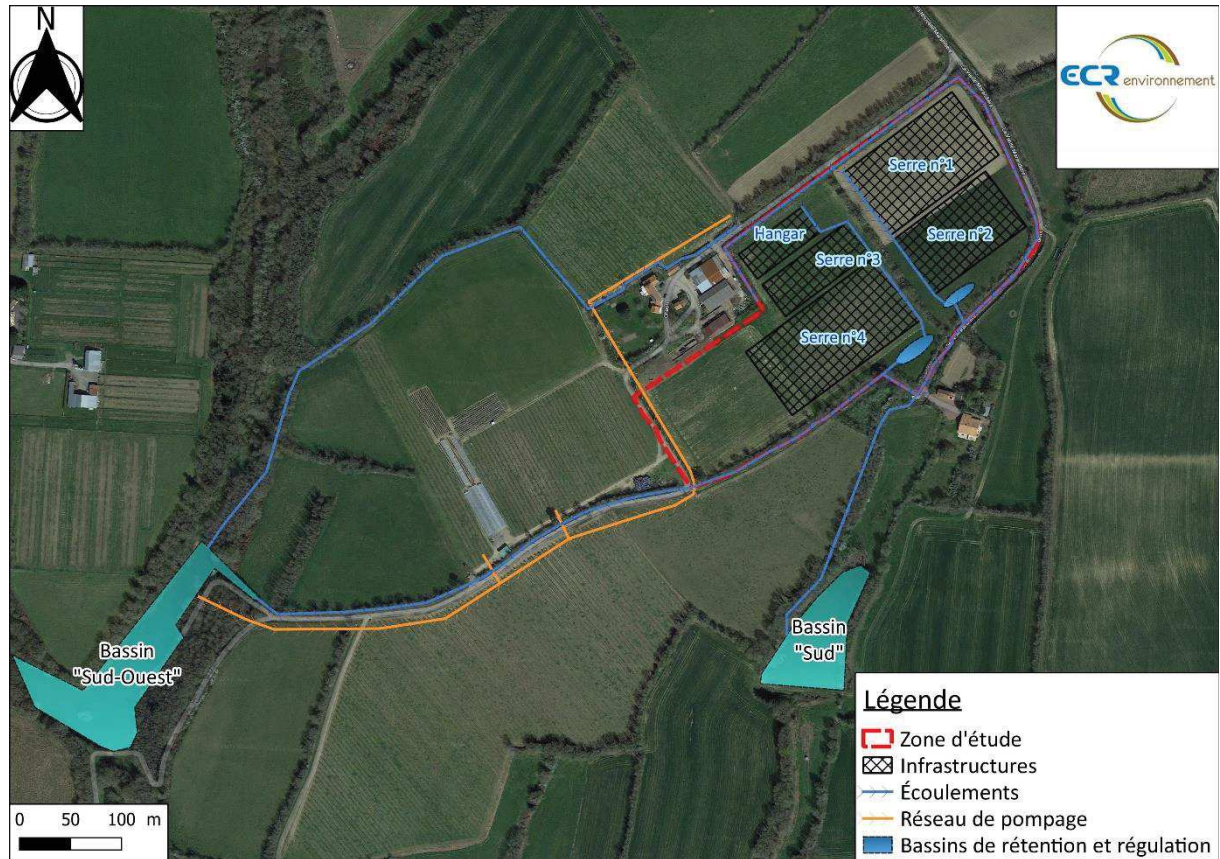 N
ECR environnement
Serre n°1
Hangar
Serre n°2
Serre n°3
Serre n°4
Bassin
"Sud-Ouest"
Bassin
"Sud"
0 50 100 m
Légende
Zone d'étude
Infrastructures
Écoulements
Réseau de pompage
Bassins de rétention et régulation